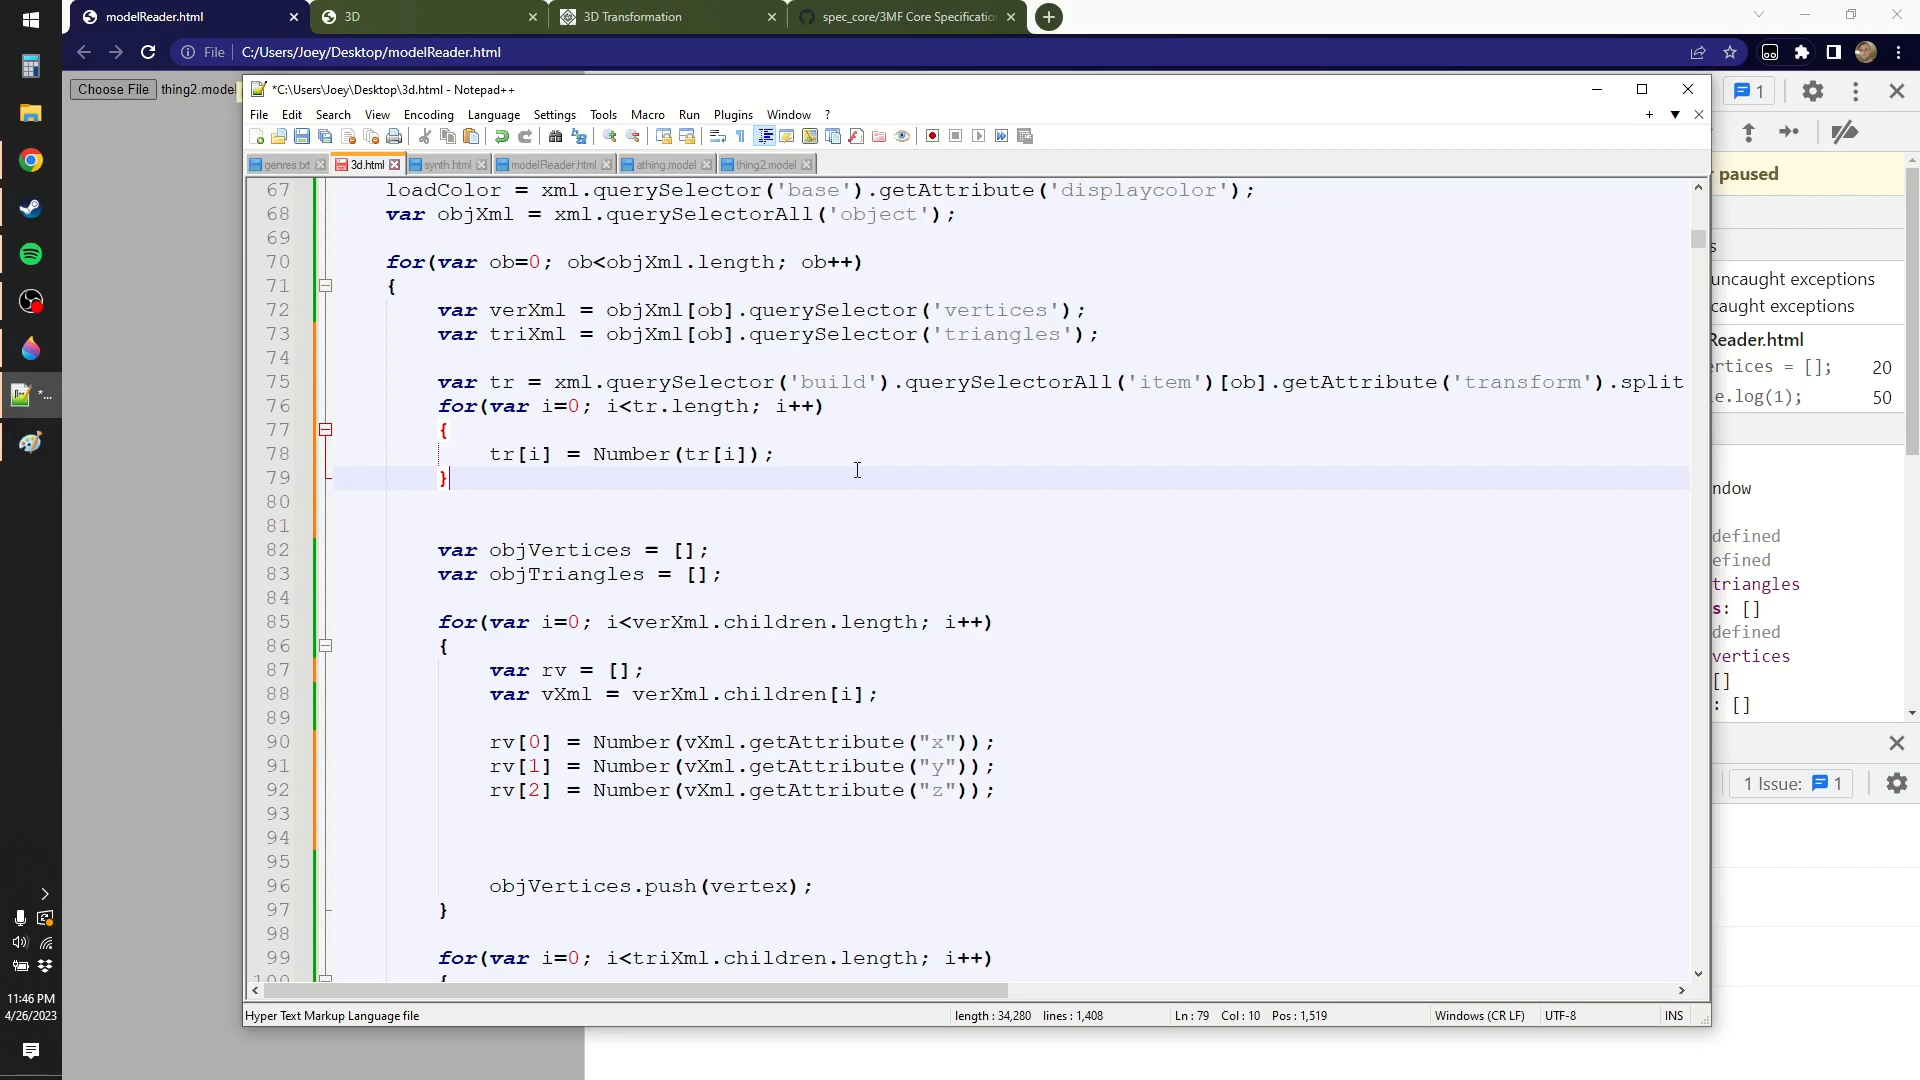 modelReader.html
3D
3D Transformation
spec_core/3MF Core Specificatio
File C:/Users/Joey/Desktop/modelReader.html
Choose File thing2.model
*C:\Users\Joey\Desktop\3d.html - Notepad++
File Edit Search View Encoding Language Settings Tools Macro Run Plugins Window ?
genres.txt 3d.html synth.html modelReader.html athing.model thing2.model
67 loadColor = xml.querySelector('base').getAttribute('displaycolor');
68 var objXml = xml.querySelectorAll('object');
69
70 for(var ob=0; ob<objXml.length; ob++)
71 {
72 var verXml = objXml[ob].querySelector('vertices');
73 var triXml = objXml[ob].querySelector('triangles');
74
75 var tr = xml.querySelector('build').querySelectorAll('item')[ob].getAttribute('transform').split
76 for(var i=0; i<tr.length; i++)
77 {
78 tr[i] = Number(tr[i]);
79 }
80
81
82 var objVertices = [];
83 var objTriangles = [];
84
85 for(var i=0; i<verXml.children.length; i++)
86 {
87 var rv = [];
88 var vXml = verXml.children[i];
89
90 rv[0] = Number(vXml.getAttribute("x"));
91 rv[1] = Number(vXml.getAttribute("y"));
92 rv[2] = Number(vXml.getAttribute("z"));
93
94
95
96 objVertices.push(vertex);
97 }
98
99 for(var i=0; i<triXml.children.length; i++)
100 {
Hyper Text Markup Language file length : 34,280 lines : 1,408 Ln : 79 Col : 10 Pos : 1,519 Windows (CR LF) UTF-8 INS
1
paused
s
uncaught exceptions
caught exceptions
Reader.html
rtices = []; 20
e.log(1); 50
ndow
defined
efined
triangles
s: []
defined
vertices
[]
: []
1 Issue: 1
11:46 PM
4/26/2023